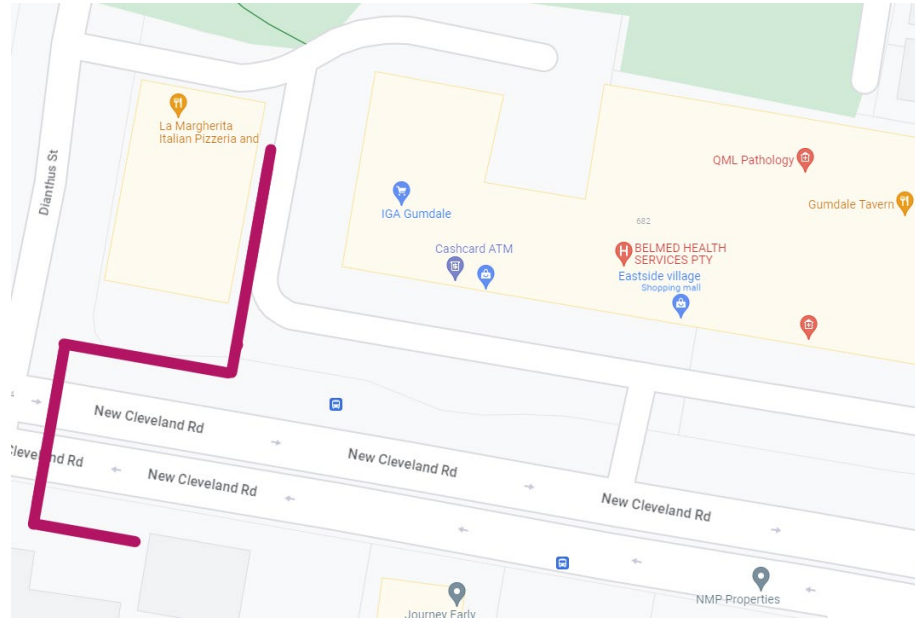 La Margherita
Italian Pizzeria and
Dianthus St
QML Pathology
IGA Gumdale
Gumdale Tavern
682
Cashcard ATM
BELMED HEALTH
SERVICES PTY
Eastside village
Shopping mall
New Cleveland Rd
New Cleveland Rd
New Cleveland Rd
Cleveland Rd
New Cleveland Rd
NMP Properties
Journey Early